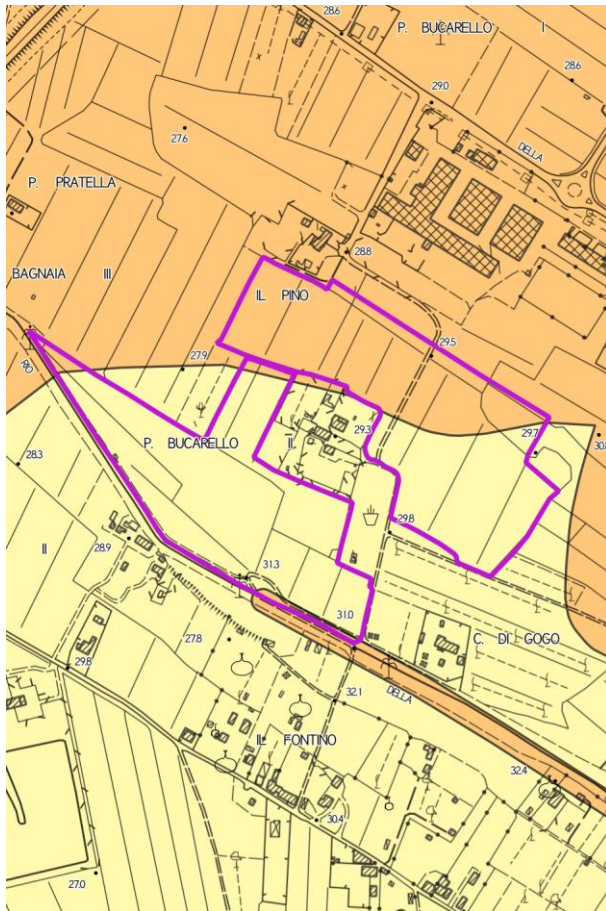 28.6
P. BUCARELLO I
28.6
29.0
DELLA
27.6
P. PRATELLA
28.8
BAGNAIA III
IL PINO
RIO
29.5
27.9
P. BUCARELLO II
29.3
29.7
30.
28.3
29.8
II
28.9
31.3
31.0
C. DI GOGO
27.8
29.8
32.1
DELLA
IL FONTINO
32.4
30.4
27.0